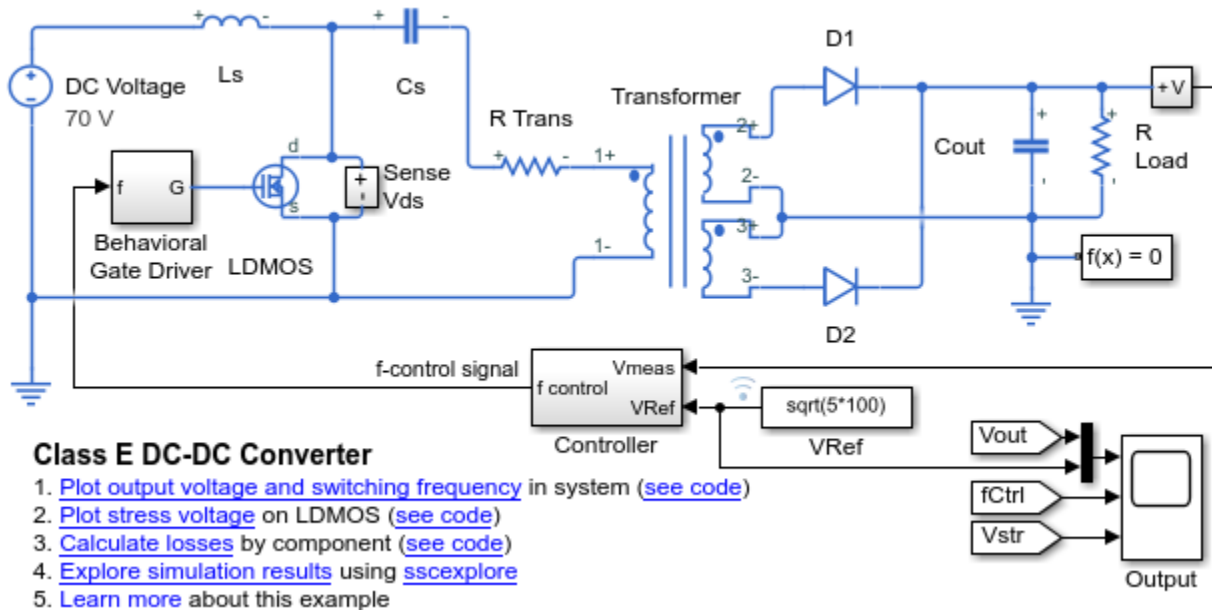 + -
+ -
D1
DC Voltage
70 V
Ls
Cs
Transformer
+ V
R Trans
2+
+ -
1+
2-
Cout
+
+
R
Load
-
-
d
f
G
s
+
-
Sense
Vds
Behavioral
Gate Driver
LDMOS
1-
3+
3-
f(x) = 0
D2
f-control signal
f control
Vmeas
VRef
Controller
sqrt(5*100)
VRef
Vout
fCtrl
Vstr
Output
Class E DC-DC Converter
1. Plot output voltage and switching frequency in system (see code)
2. Plot stress voltage on LDMOS (see code)
3. Calculate losses by component (see code)
4. Explore simulation results using sscexplore
5. Learn more about this example